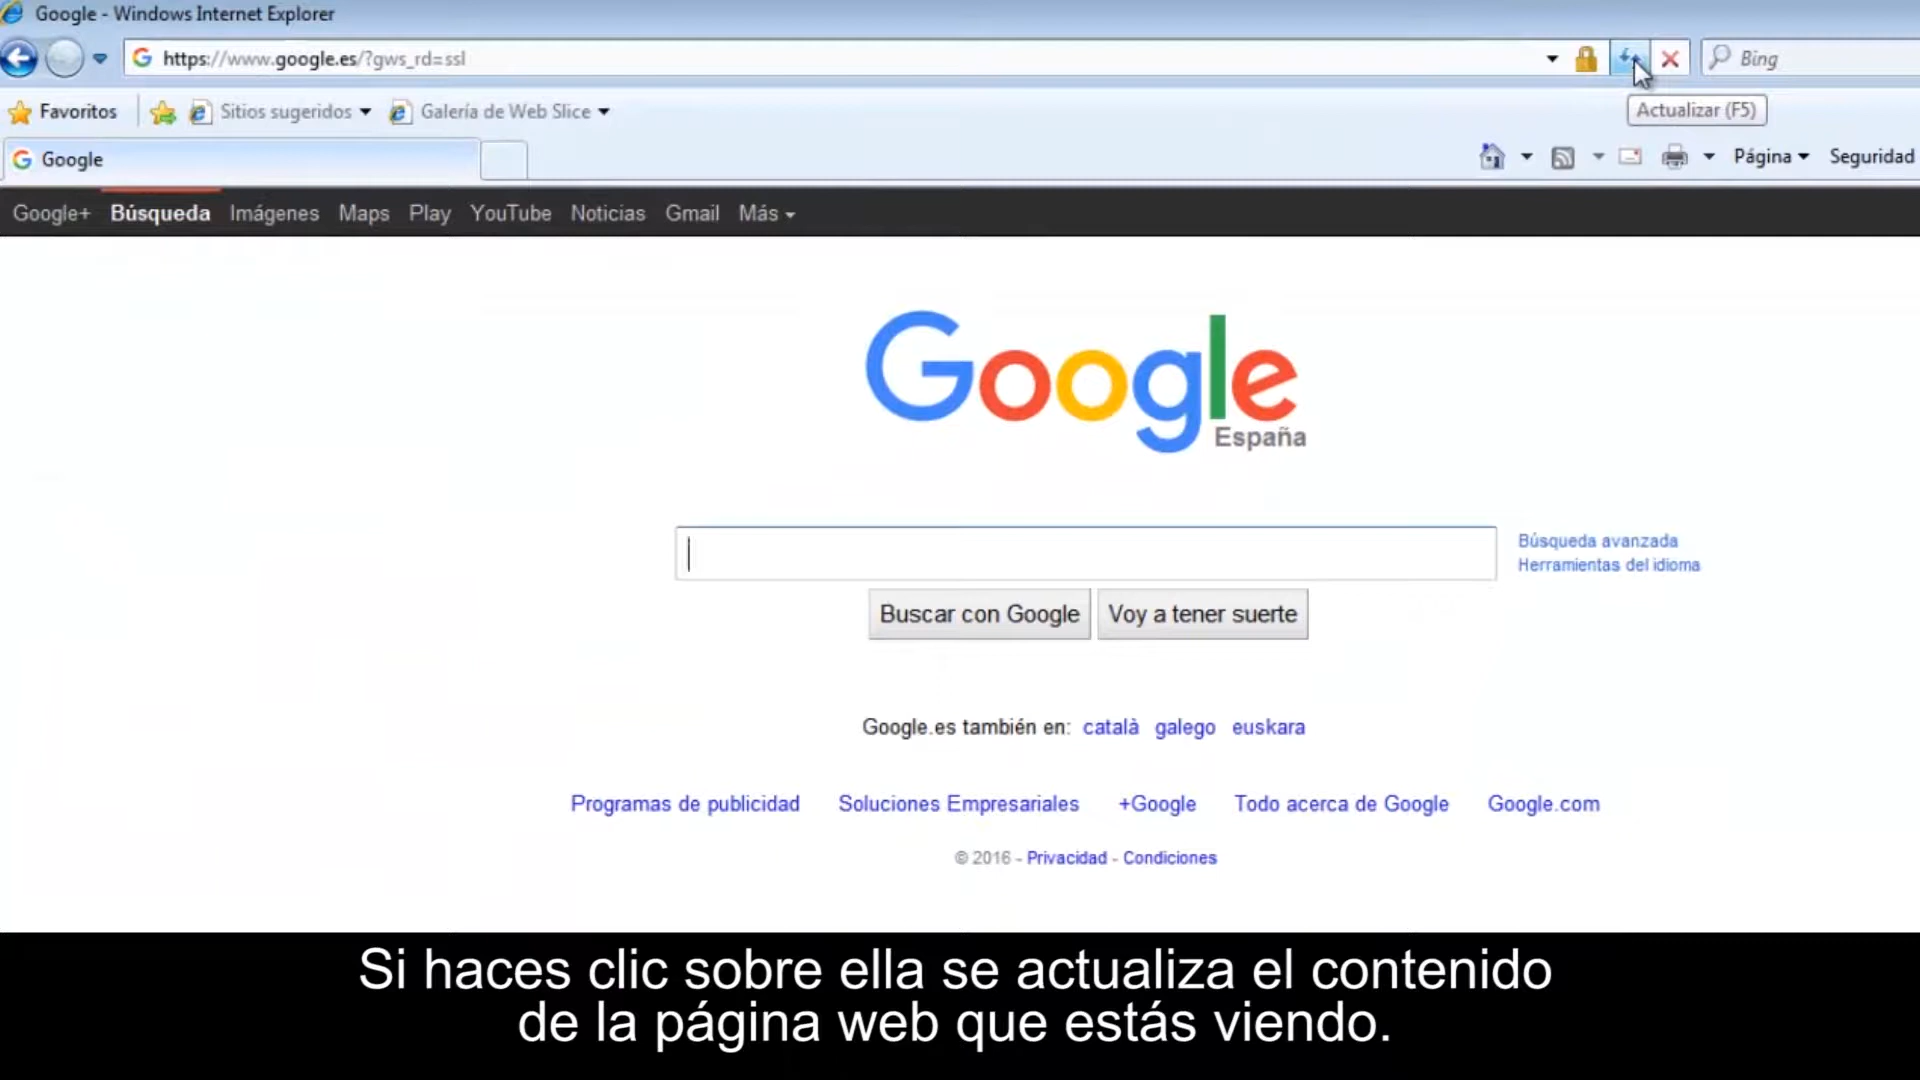 Google - Windows Internet Explorer
https://www.google.es/?gws_rd=ssl
Bing
Favoritos
Sitios sugeridos
Galería de Web Slice
Actualizar (F5)
Google
Página
Seguridad
Google+ Búsqueda Imágenes Maps Play YouTube Noticias Gmail Más
Google
España
Búsqueda avanzada
Herramientas del idioma
Buscar con Google Voy a tener suerte
Google.es también en: català galego euskara
Programas de publicidad Soluciones Empresariales +Google Todo acerca de Google Google.com
© 2016 - Privacidad - Condiciones
Si haces clic sobre ella se actualiza el contenido
de la página web que estás viendo.